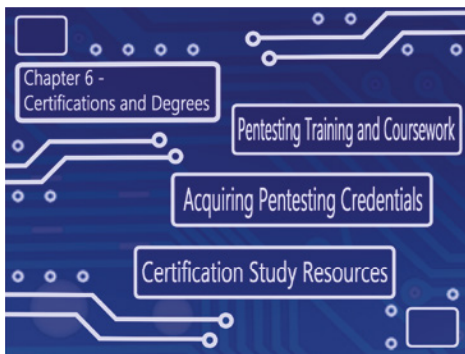 Chapter 6 -
Certifications and Degrees
Pentesting Training and Coursework
Acquiring Pentesting Credentials
Certification Study Resources